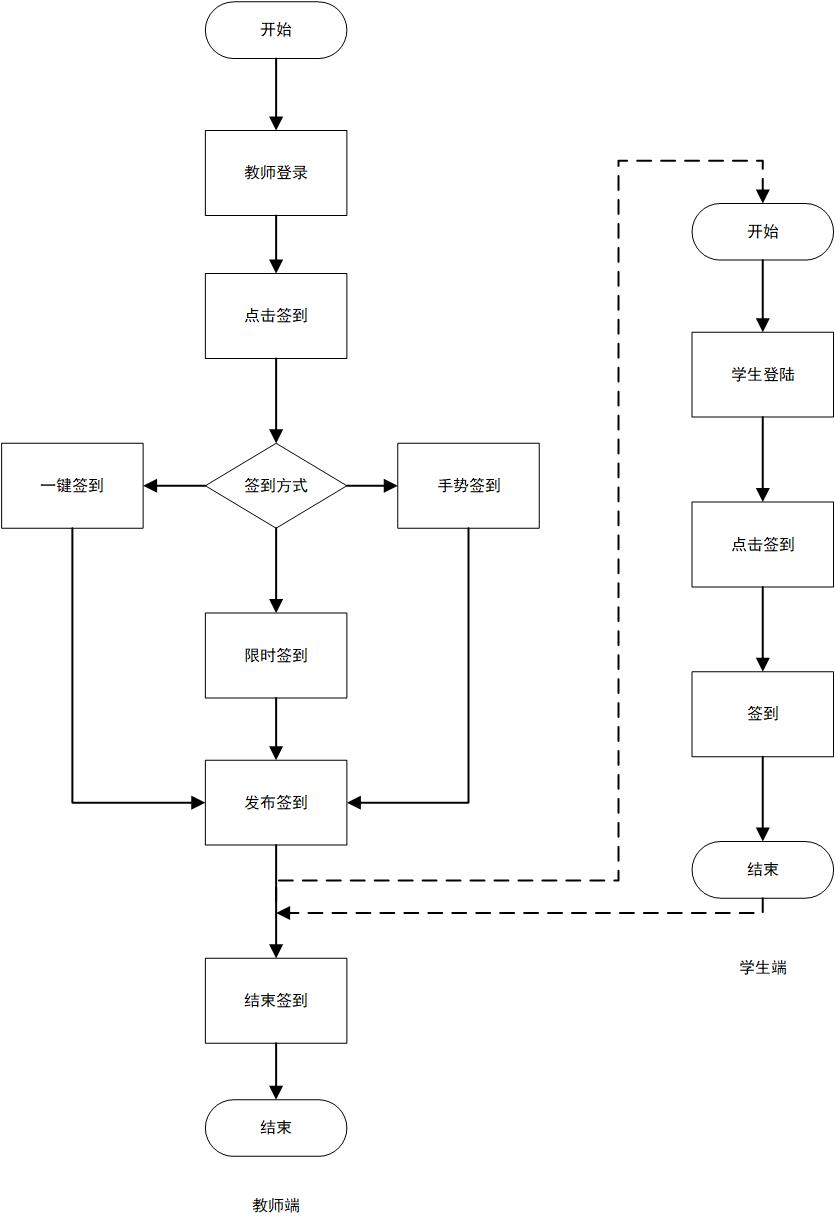 开始
教师登录
点击签到
签到方式
一键签到
手势签到
限时签到
发布签到
结束签到
结束
教师端
开始
学生登陆
点击签到
签到
结束
学生端